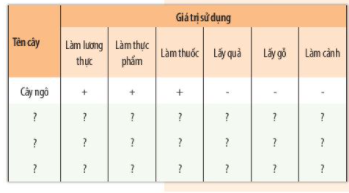 Giá trị sử dụng
Tên cây
Làm lương thực
Làm thực phẩm
Làm thuốc
Lấy quả
Lấy gỗ
Làm cảnh
Cây ngô + + + - - -
? ? ? ? ? ? ?
? ? ? ? ? ? ?
? ? ? ? ? ? ?